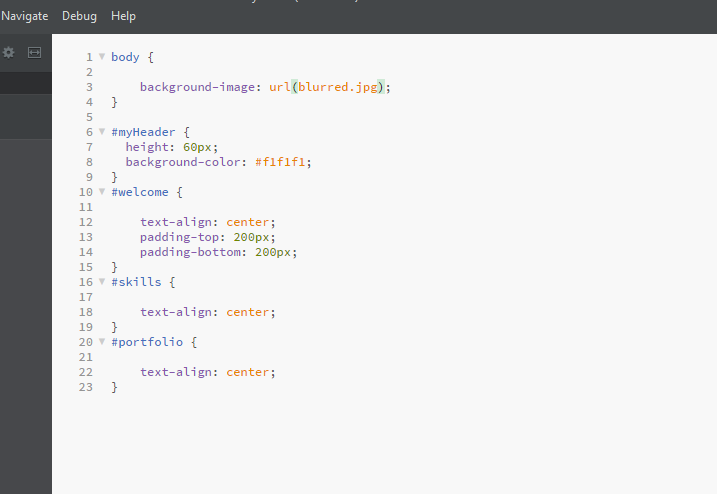 Navigate Debug Help
1 body {
2
3 background-image: url(blurred.jpg);
4 }
5
6 #myHeader {
7 height: 60px;
8 background-color: #f1f1f1;
9 }
10 #welcome {
11
12 text-align: center;
13 padding-top: 200px;
14 padding-bottom: 200px;
15 }
16 #skills {
17
18 text-align: center;
19 }
20 #portfolio {
21
22 text-align: center;
23 }